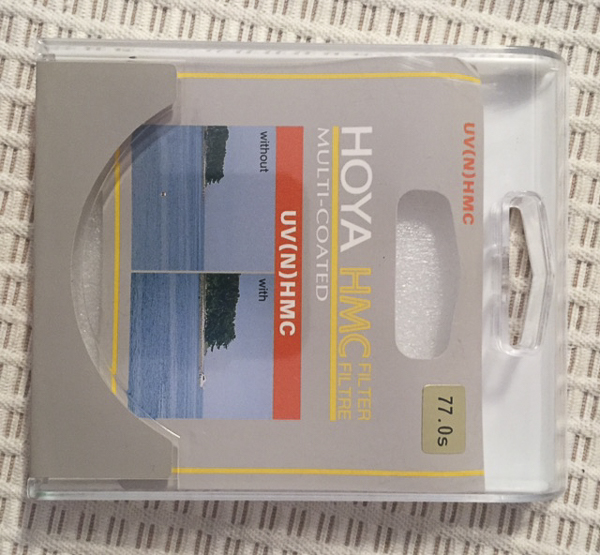 UV(N)HMC
HOYA HMC FILTER
FILTRE
MULTI-COATED
UV(N)HMC
without
with
77.0s